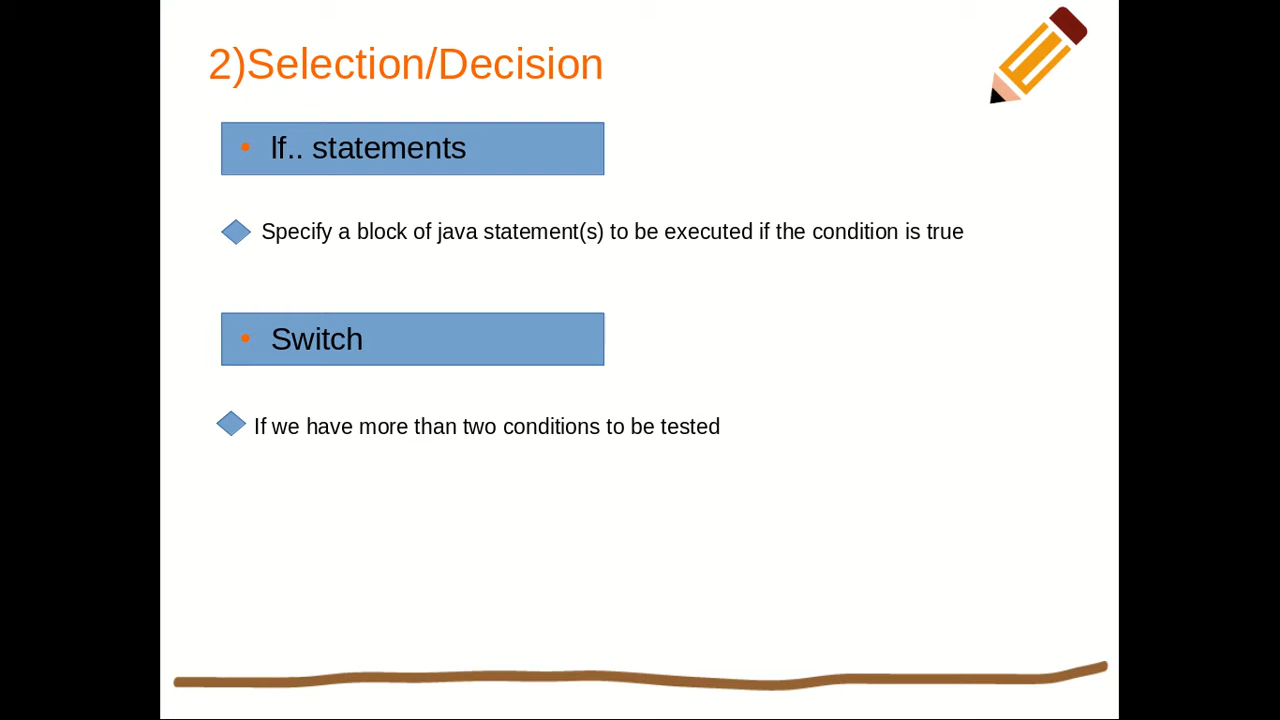 2)Selection/Decision
• If.. statements
Specify a block of java statement(s) to be executed if the condition is true
• Switch
If we have more than two conditions to be tested